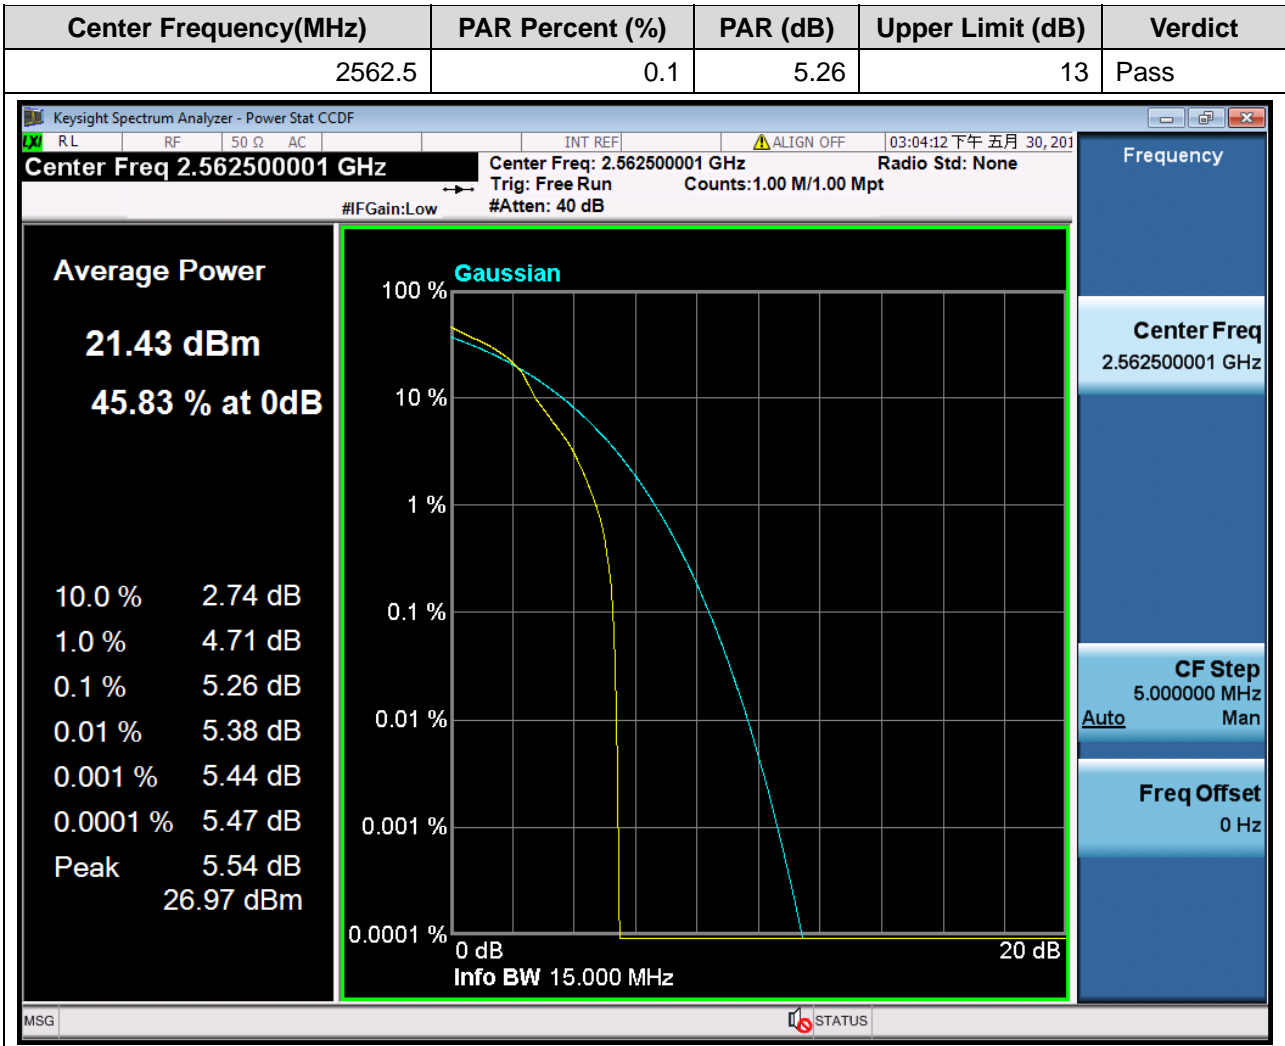 Center Frequency(MHz) PAR Percent (%) PAR (dB) Upper Limit (dB) Verdict
2562.5 0.1 5.26 13 Pass
Keysight Spectrum Analyzer - Power Stat CCDF
LXI RL RF 50 Ω AC INT REF ALIGN OFF 03:04:12 下午 五月 30, 201
Center Freq 2.562500001 GHz
Center Freq: 2.562500001 GHz Radio Std: None
Trig: Free Run Counts:1.00 M/1.00 Mpt
#IFGain:Low #Atten: 40 dB
Frequency
Average Power
21.43 dBm
45.83 % at 0dB
10.0 % 2.74 dB
1.0 % 4.71 dB
0.1 % 5.26 dB
0.01 % 5.38 dB
0.001 % 5.44 dB
0.0001 % 5.47 dB
Peak 5.54 dB
26.97 dBm
Gaussian
100 %
10 %
1 %
0.1 %
0.01 %
0.001 %
0.0001 %
0 dB 20 dB
Info BW 15.000 MHz
Center Freq
2.562500001 GHz
CF Step
5.000000 MHz
Auto Man
Freq Offset
0 Hz
MSG STATUS